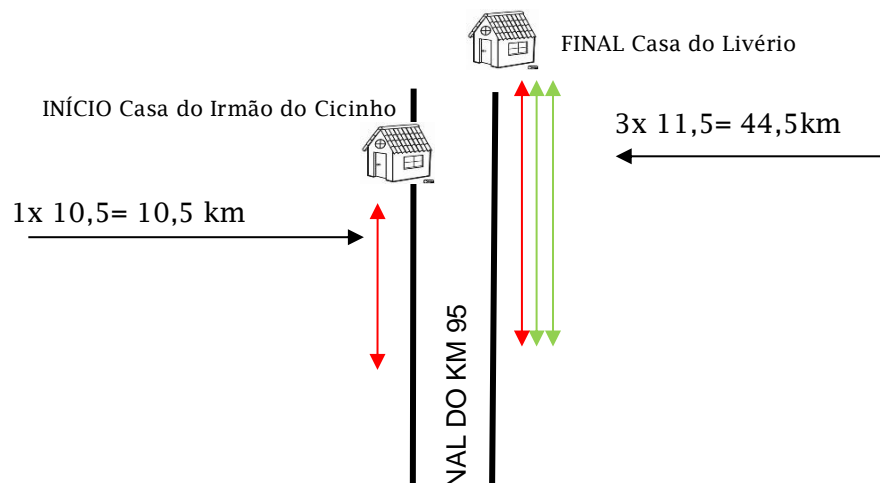 FINAL Casa do Livério
INÍCIO Casa do Irmão do Cicinho
3x 11,5= 44,5km
1x 10,5= 10,5 km
NAL DO KM 95